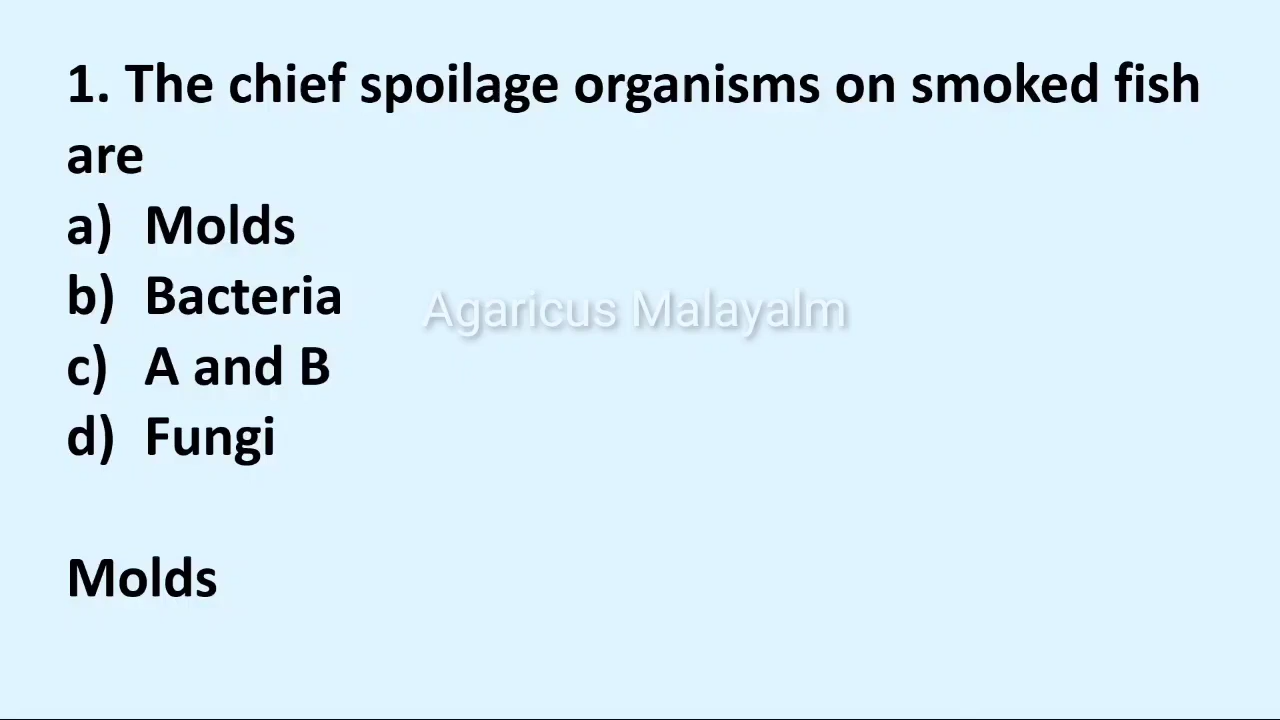 1. The chief spoilage organisms on smoked fish
are
a) Molds
b) Bacteria
Agaricus Malayalm
c) A and B
d) Fungi
Molds